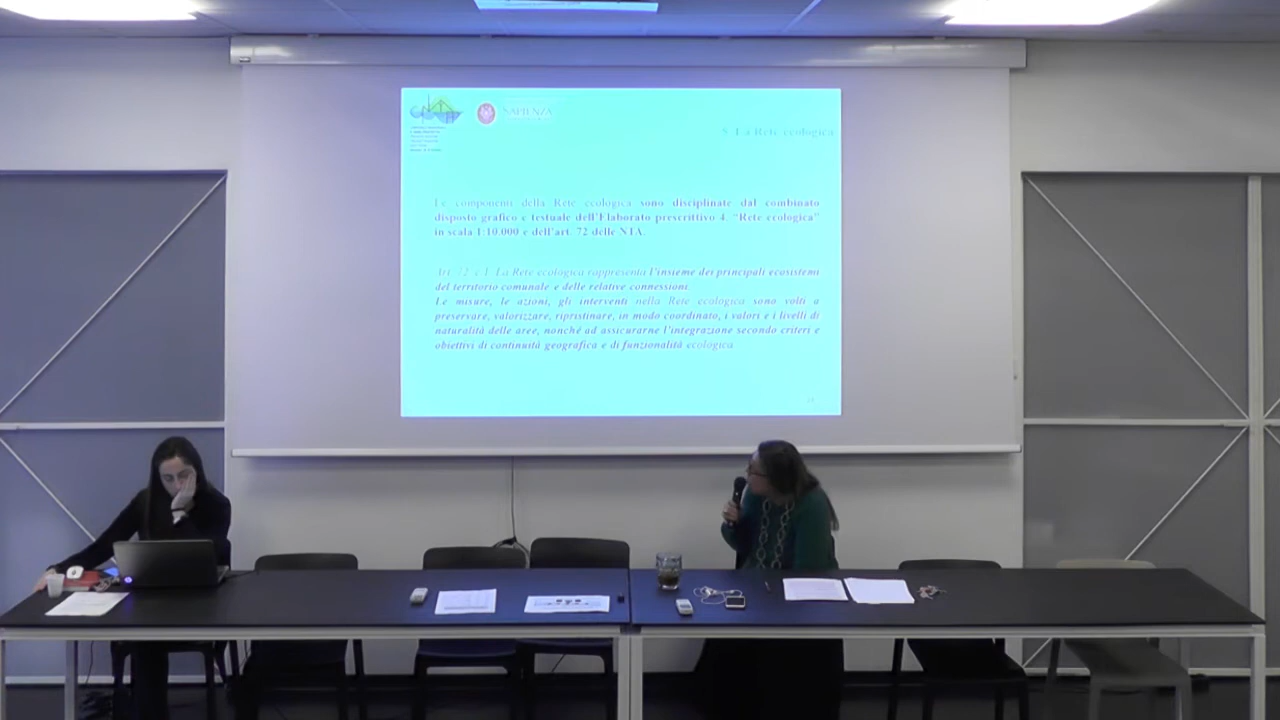 SAPIENZA
5. La Rete ecologica
Le componenti della Rete ecologica sono disciplinate dal combinato
disposto grafico e testuale dell'Elaborato prescrittivo 4. "Rete ecologica"
in scala 1:10.000 e dell'art. 72 delle NTA.
Art. 72 c.1. La Rete ecologica rappresenta l'insieme dei principali ecosistemi
del territorio comunale e delle relative connessioni.
Le misure, le azioni, gli interventi nella Rete ecologica sono volti a
preservare, valorizzare, ripristinare, in modo coordinato, i valori e i livelli di
naturalità delle aree, nonché ad assicurarne l'integrazione secondo criteri e
obiettivi di continuità geografica e di funzionalità ecologica.